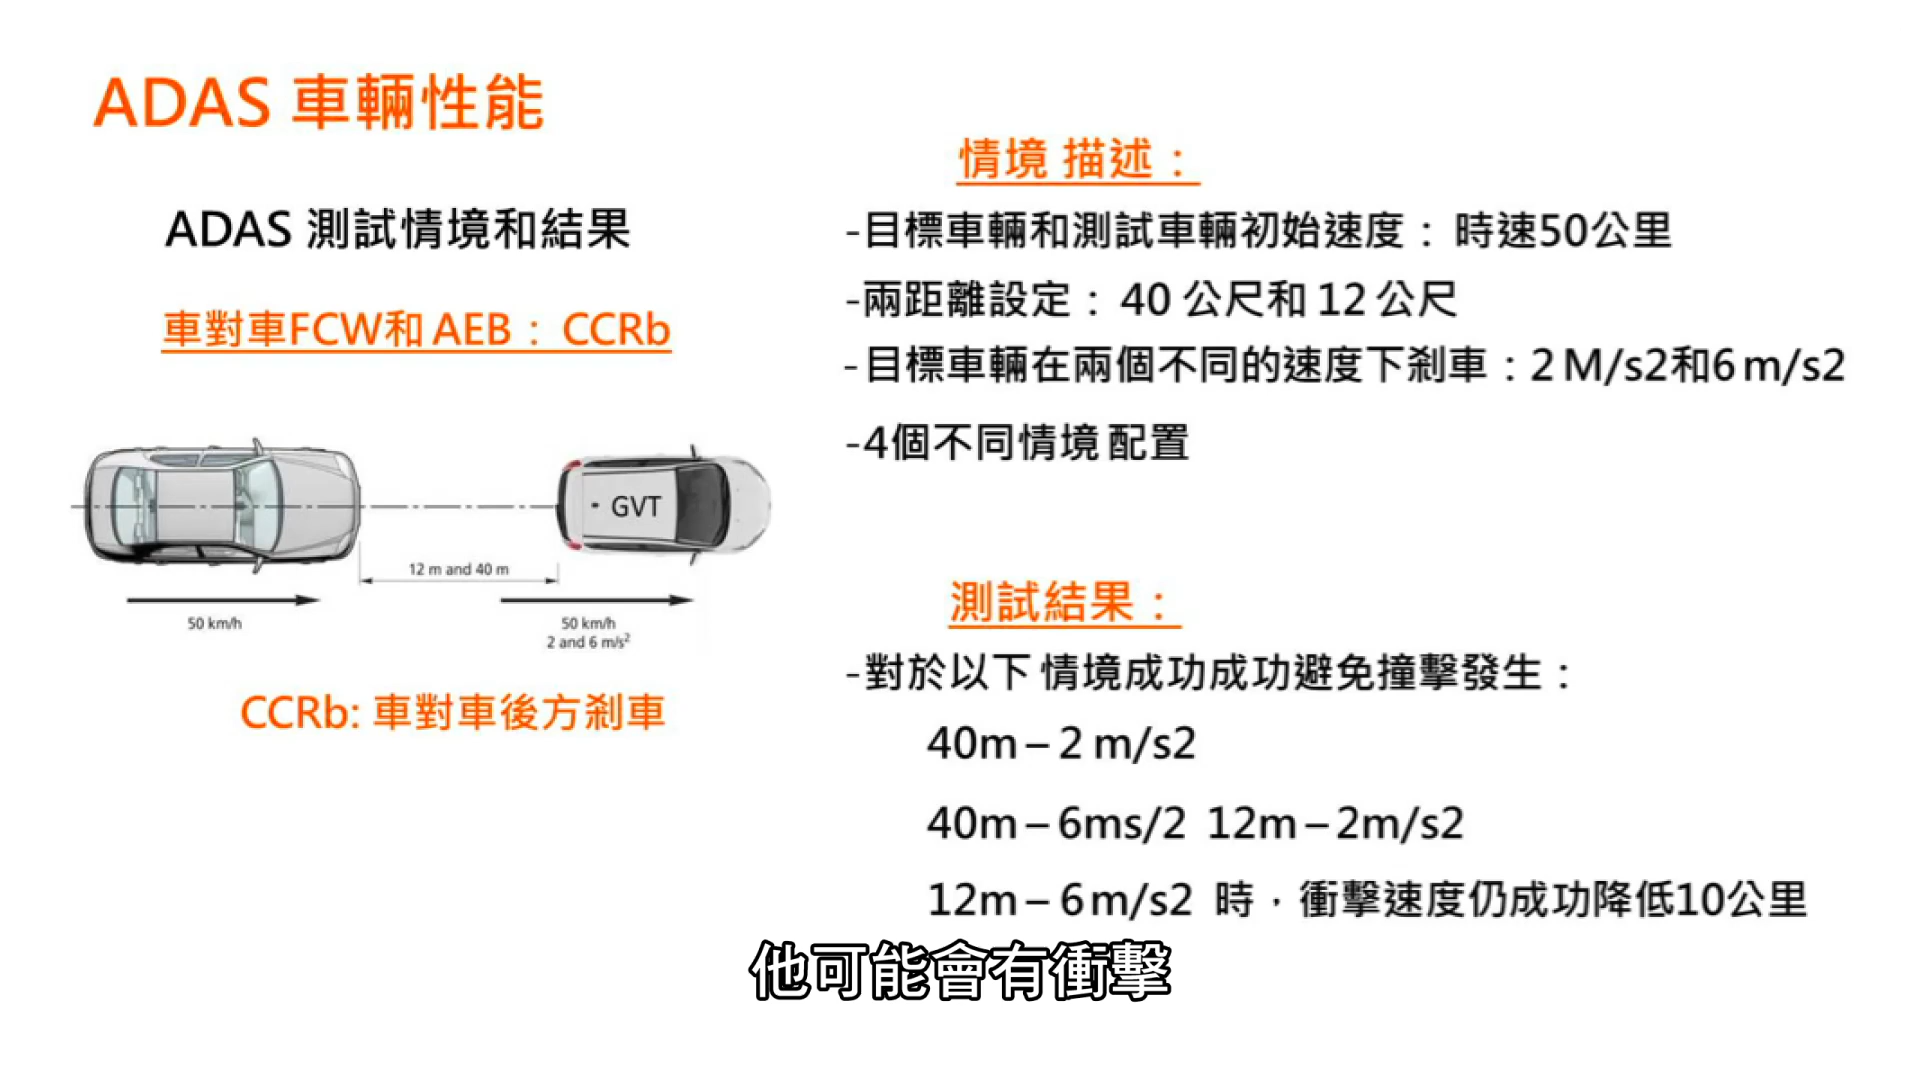 ADAS 車輛性能
ADAS 測試情境和結果
車對車FCW和 AEB： CCRb
GVT
12 m and 40 m
50 km/h
50 km/h
2 and 6 m/s²
CCRb: 車對車後方剎車
情境 描述：
-目標車輛和測試車輛初始速度： 時速50公里
-兩距離設定： 40 公尺和 12 公尺
-目標車輛在兩個不同的速度下剎車：2 M/s2和6 m/s2
-4個不同情境 配置
測試結果：
-對於以下 情境成功成功避免撞擊發生：
40m – 2 m/s2
40m – 6ms/2 12m – 2m/s2
12m – 6 m/s2 時，衝擊速度仍成功降低10公里
他可能會有衝擊